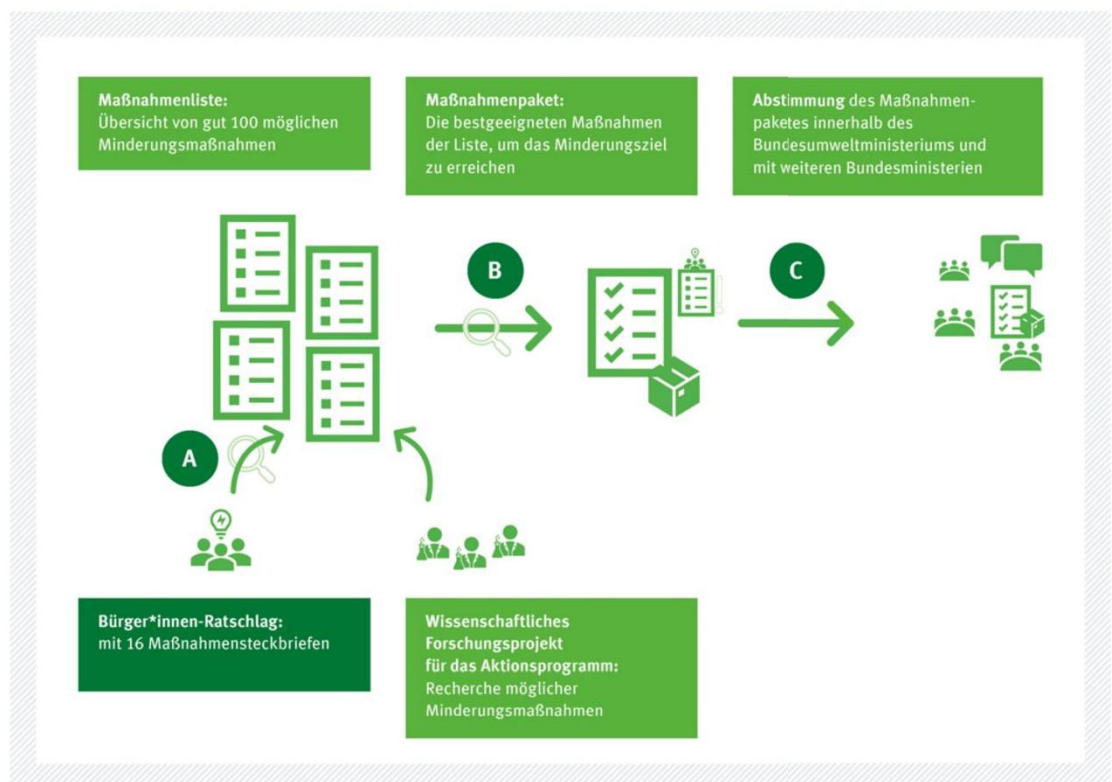 Maßnahmenliste:
Übersicht von gut 100 möglichen
Minderungsmaßnahmen
Maßnahmenpaket:
Die bestgeeigneten Maßnahmen
der Liste, um das Minderungsziel
zu erreichen
Abstimmung des Maßnahmen-
paketes innerhalb des
Bundesumweltministeriums und
mit weiteren Bundesministerien
B
C
A
Bürger*innen-Ratschlag:
mit 16 Maßnahmensteckbriefen
Wissenschaftliches
Forschungsprojekt
für das Aktionsprogramm:
Recherche möglicher
Minderungsmaßnahmen